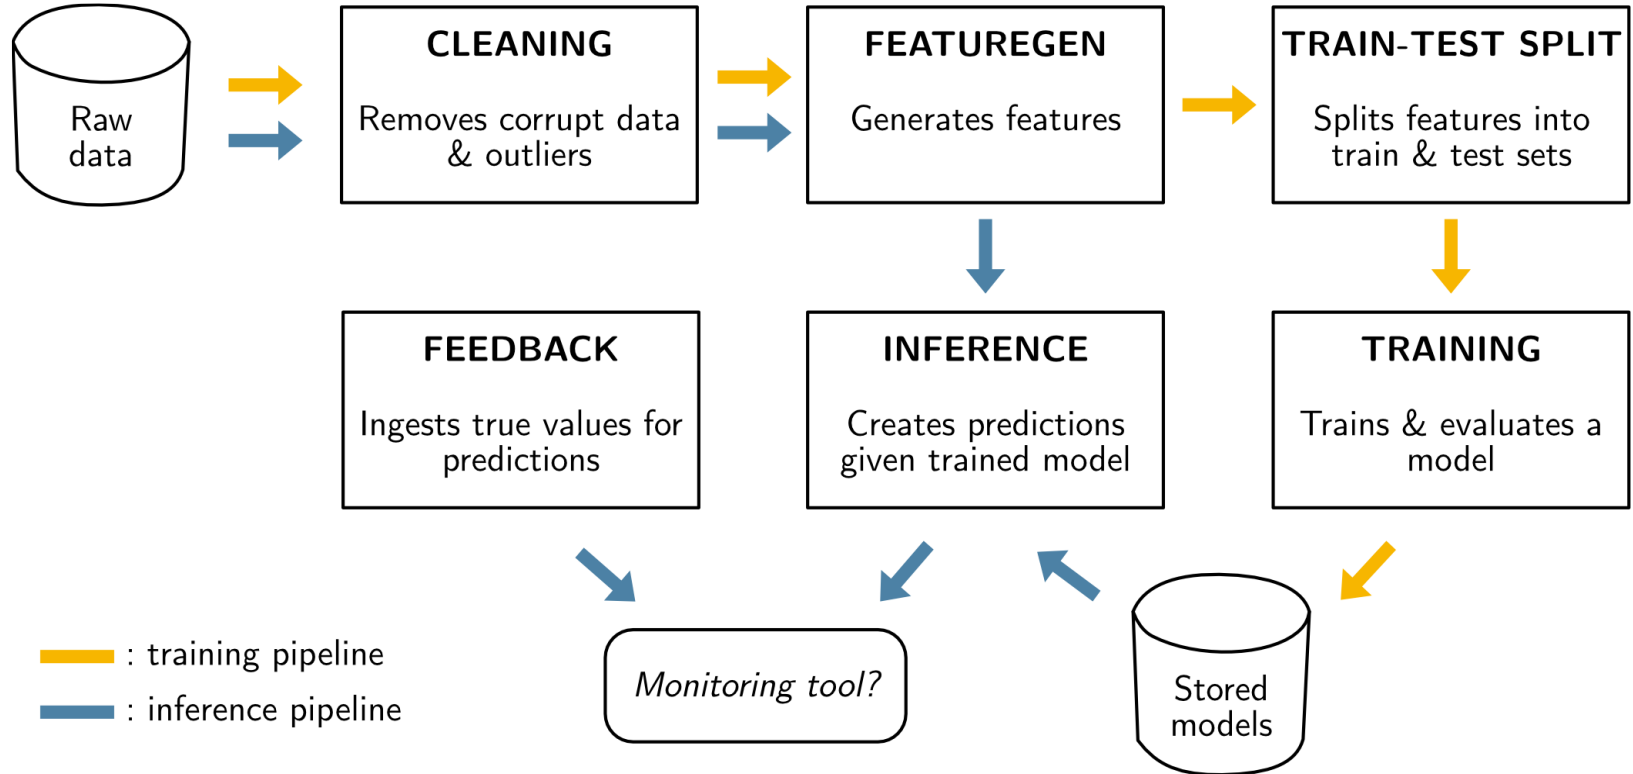 Raw
data
CLEANING
Removes corrupt data
& outliers
FEATUREGEN
Generates features
TRAIN-TEST SPLIT
Splits features into
train & test sets
FEEDBACK
Ingests true values for
predictions
INFERENCE
Creates predictions
given trained model
TRAINING
Trains & evaluates a
model
: training pipeline
: inference pipeline
Monitoring tool?
Stored
models